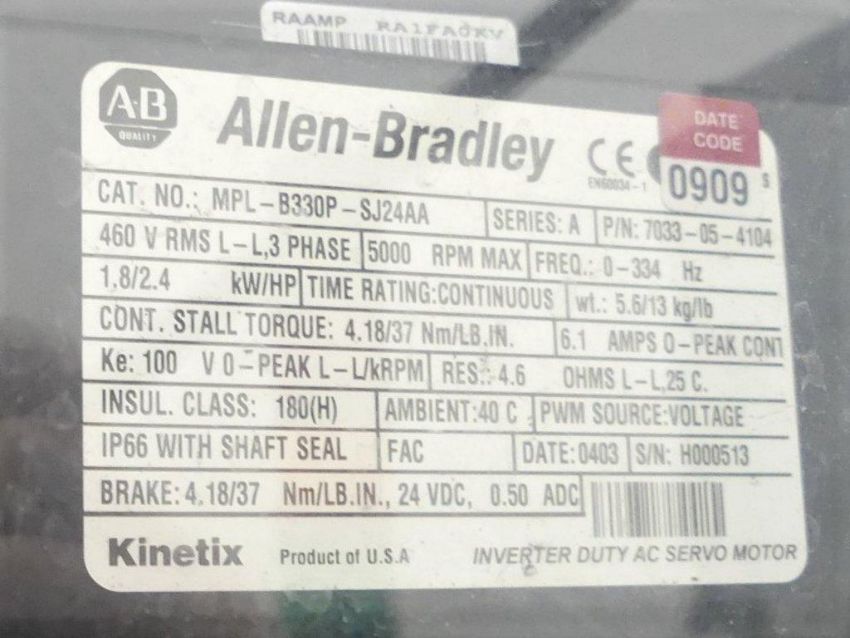 RAAMP RA1FA0KV
A-B
QUALITY
Allen-Bradley
CE
EN60034-1
DATE
CODE
0909 S
CAT. NO.: MPL-B330P-SJ24AA SERIES: A P/N: 7033-05-4104
460 V RMS L-L,3 PHASE 5000 RPM MAX FREQ.: 0-334 Hz
1.8/2.4 kW/HP TIME RATING:CONTINUOUS wt.: 5.6/13 kg/lb
CONT. STALL TORQUE: 4.18/37 Nm/LB.IN. 6.1 AMPS 0-PEAK CONT
Ke: 100 V 0-PEAK L-L/kRPM RES.: 4.6 OHMS L-L,25 C.
INSUL. CLASS: 180(H) AMBIENT:40 C PWM SOURCE:VOLTAGE
IP66 WITH SHAFT SEAL FAC DATE:0403 S/N: H000513
BRAKE: 4.18/37 Nm/LB.IN., 24 VDC, 0.50 ADC
Kinetix Product of U.S.A INVERTER DUTY AC SERVO MOTOR